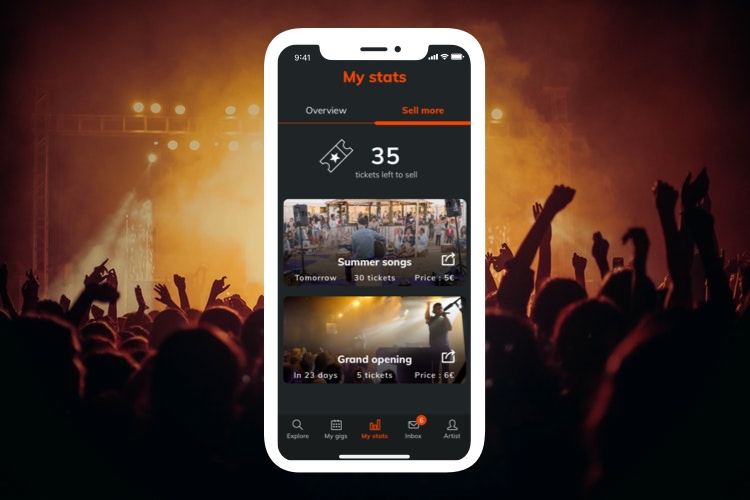 9:41
My stats
Overview
Sell more
35
tickets left to sell
Summer songs
Tomorrow 30 tickets Price : 5€
Grand opening
In 23 days 5 tickets Price : 6€
6
Explore My gigs My stats Inbox Artist